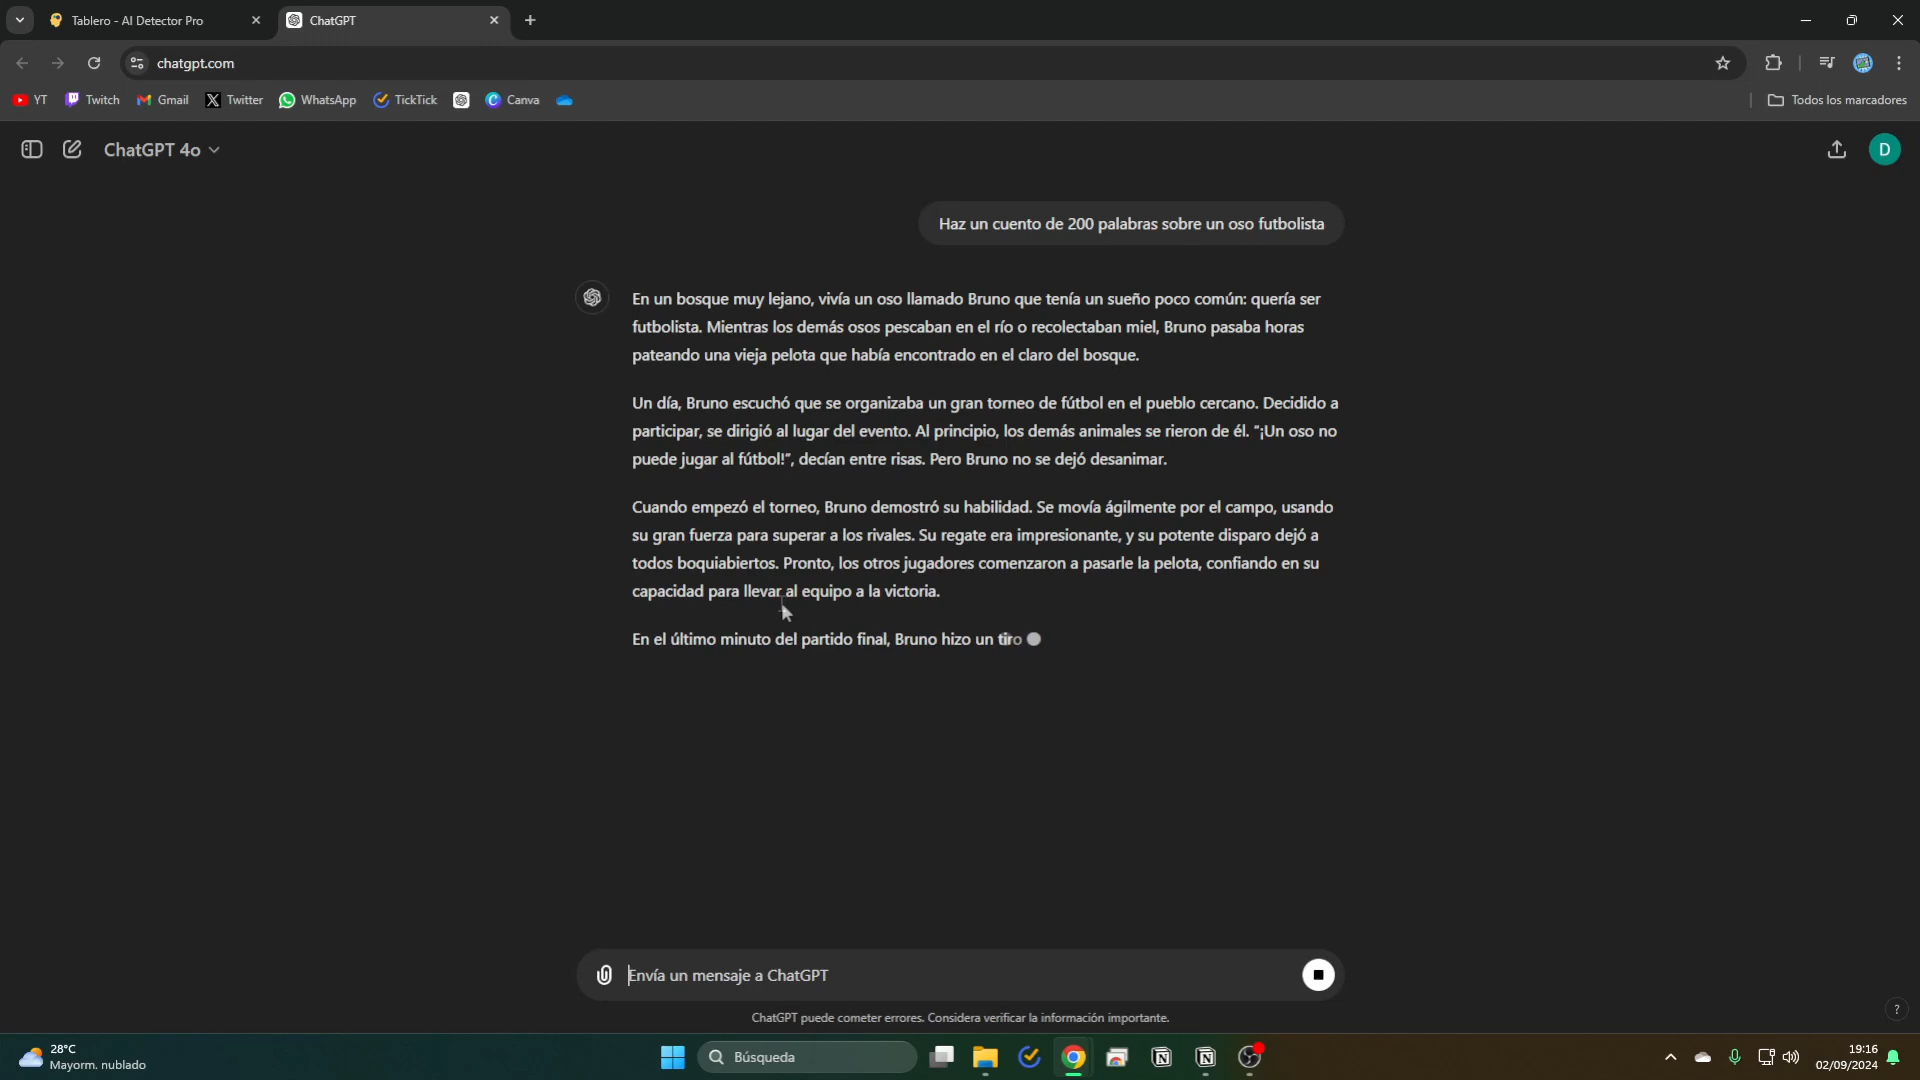 Tablero - AI Detector Pro
ChatGPT
chatgpt.com
YT
Twitch
Gmail
Twitter
WhatsApp
TickTick
Canva
Todos los marcadores
ChatGPT 4o
D
Haz un cuento de 200 palabras sobre un oso futbolista
En un bosque muy lejano, vivía un oso llamado Bruno que tenía un sueño poco común: quería ser
futbolista. Mientras los demás osos pescaban en el río o recolectaban miel, Bruno pasaba horas
pateando una vieja pelota que había encontrado en el claro del bosque.
Un día, Bruno escuchó que se organizaba un gran torneo de fútbol en el pueblo cercano. Decidido a
participar, se dirigió al lugar del evento. Al principio, los demás animales se rieron de él. "¡Un oso no
puede jugar al fútbol!", decían entre risas. Pero Bruno no se dejó desanimar.
Cuando empezó el torneo, Bruno demostró su habilidad. Se movía ágilmente por el campo, usando
su gran fuerza para superar a los rivales. Su regate era impresionante, y su potente disparo dejó a
todos boquiabiertos. Pronto, los otros jugadores comenzaron a pasarle la pelota, confiando en su
capacidad para llevar al equipo a la victoria.
En el último minuto del partido final, Bruno hizo un tiro
Envía un mensaje a ChatGPT
ChatGPT puede cometer errores. Considera verificar la información importante.
?
28°C
Mayorm. nublado
Búsqueda
19:16
02/09/2024